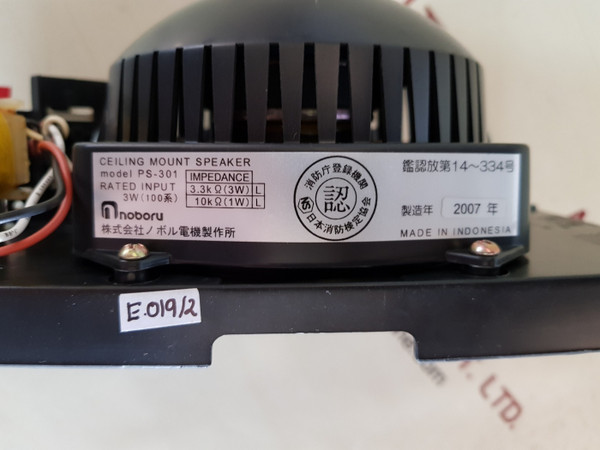 CEILING MOUNT SPEAKER
model PS-301
RATED INPUT
3W(100系)
IMPEDANCE
3.3kΩ(3W) L
10kΩ(1W) L
noboru
株式会社ノボル電機製作所
消防庁登録機関
認
日本消防検定協会
鑑認放第14～334号
製造年 2007 年
MADE IN INDONESIA
E.019/2
LTD.